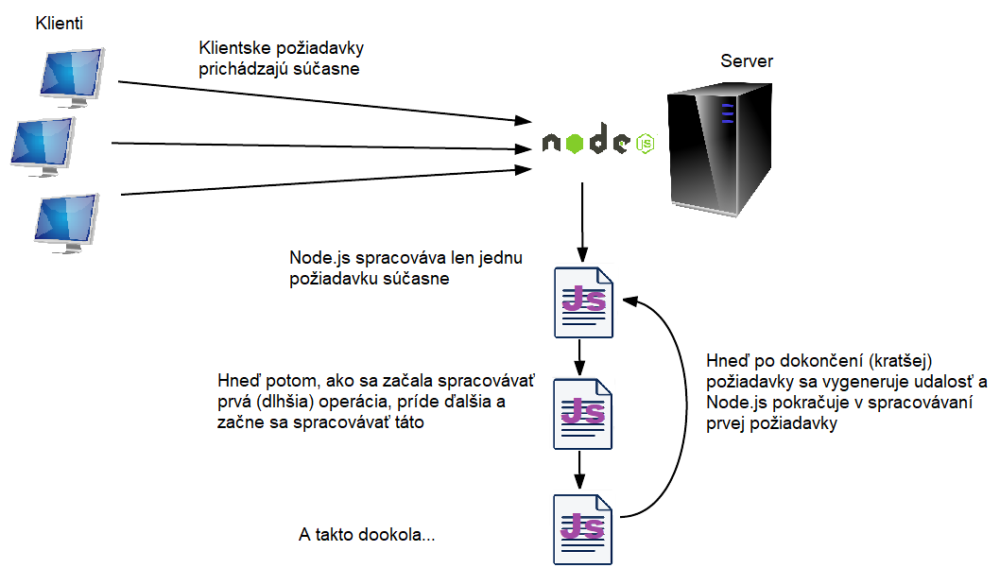 Klienti
Klientske požiadavky
prichádzajú súčasne
Server
node
JS
Node.js spracováva len jednu
požiadavku súčasne
Js
Hneď potom, ako sa začala spracovávať
prvá (dlhšia) operácia, príde ďalšia a
začne sa spracovávať táto
Js
Hneď po dokončení (kratšej)
požiadavky sa vygeneruje udalosť a
Node.js pokračuje v spracovávaní
prvej požiadavky
A takto dookola...
Js